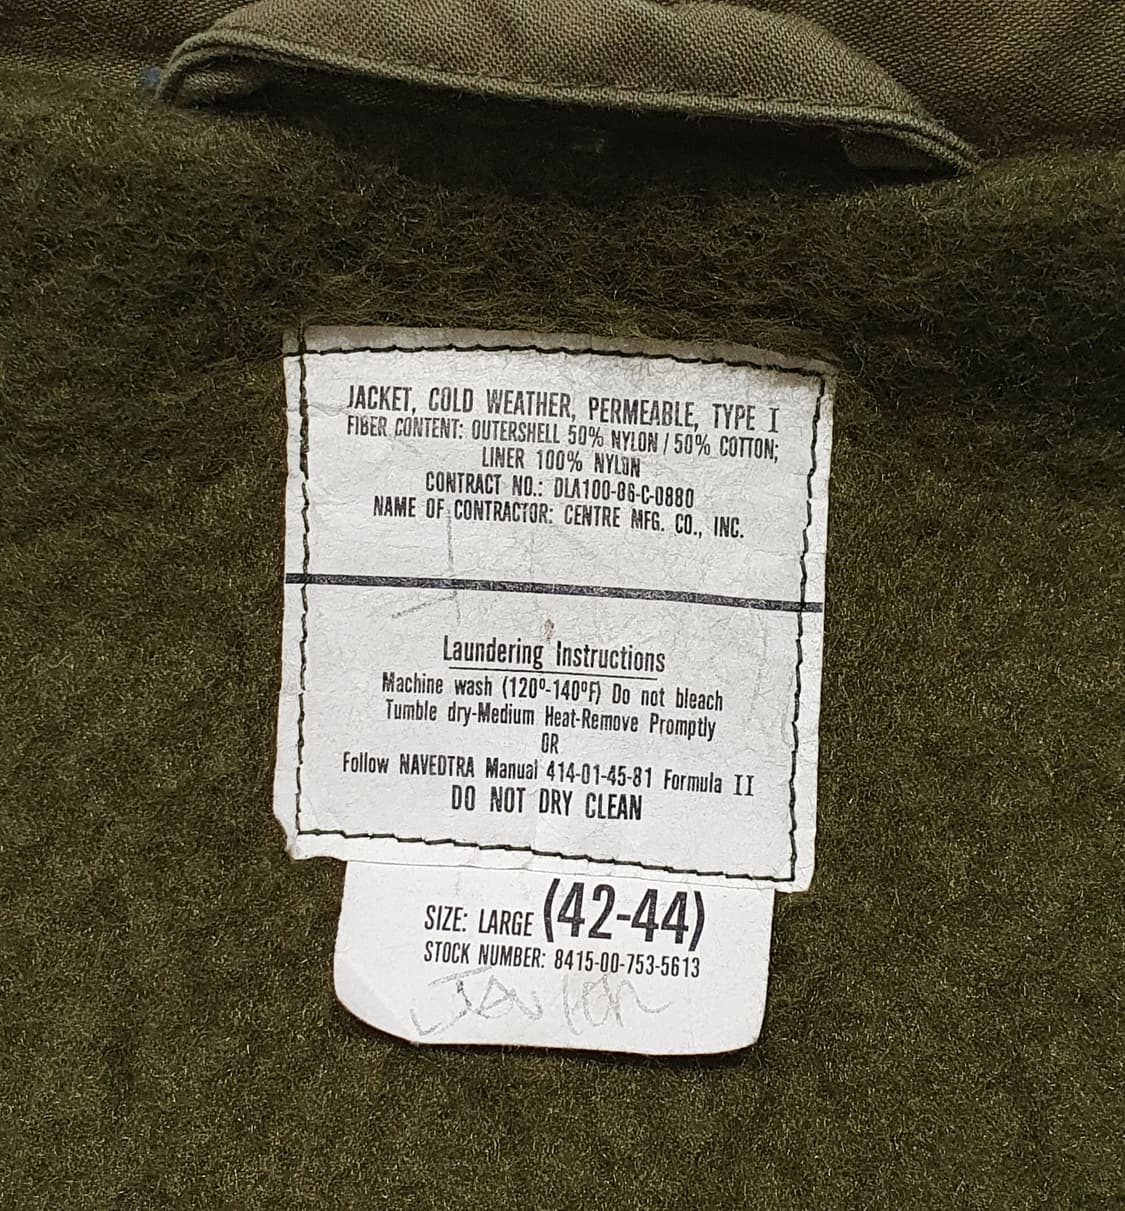 JACKET, COLD WEATHER, PERMEABLE, TYPE I
FIBER CONTENT: OUTERSHELL 50% NYLON / 50% COTTON;
LINER 100% NYLON
CONTRACT NO.: DLA100-86-C-0880
NAME OF CONTRACTOR: CENTRE MFG. CO., INC.
Laundering Instructions
Machine wash (120º-140ºF) Do not bleach
Tumble dry-Medium Heat-Remove Promptly
OR
Follow NAVEDTRA Manual 414-01-45-81 Formula II
DO NOT DRY CLEAN
SIZE: LARGE (42-44)
STOCK NUMBER: 8415-00-753-5613